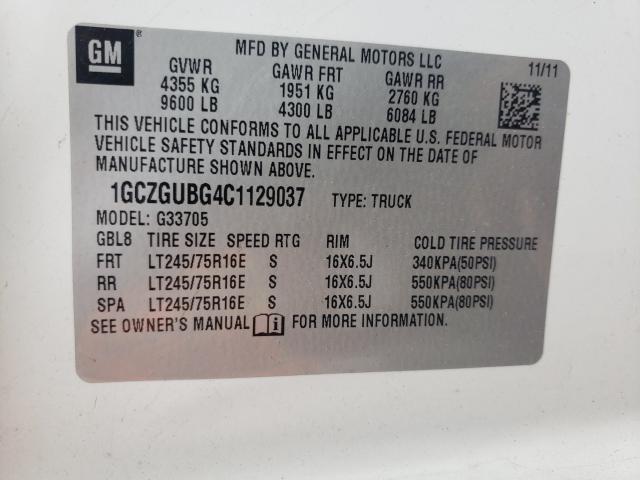 GM ®
MFD BY GENERAL MOTORS LLC
GVWR GAWR FRT GAWR RR 11/11
4355 KG 1951 KG 2760 KG
9600 LB 4300 LB 6084 LB
THIS VEHICLE CONFORMS TO ALL APPLICABLE U.S. FEDERAL MOTOR
VEHICLE SAFETY STANDARDS IN EFFECT ON THE DATE OF
MANUFACTURE SHOWN ABOVE.
1GCZGUBG4C1129037 TYPE: TRUCK
MODEL: G33705
GBL8 TIRE SIZE SPEED RTG RIM COLD TIRE PRESSURE
FRT LT245/75R16E S 16X6.5J 340KPA(50PSI)
RR LT245/75R16E S 16X6.5J 550KPA(80PSI)
SPA LT245/75R16E S 16X6.5J 550KPA(80PSI)
SEE OWNER'S MANUAL i FOR MORE INFORMATION.